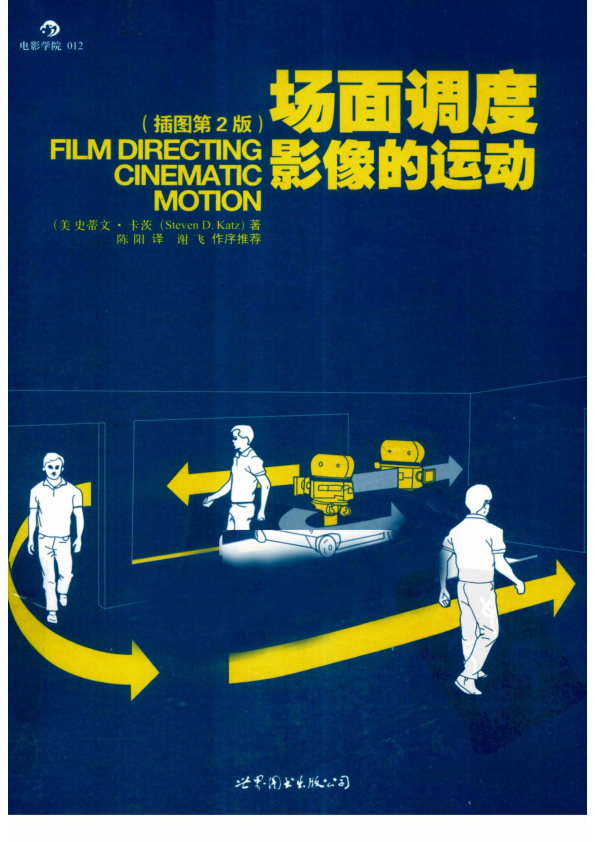 电影学院 012
场面调度
（插图第2版）
影像的运动
FILM DIRECTING
CINEMATIC
MOTION
（美 史蒂文·卡茨（Steven D. Katz）著
陈 阳 译 谢 飞 作序推荐
世界图书出版公司